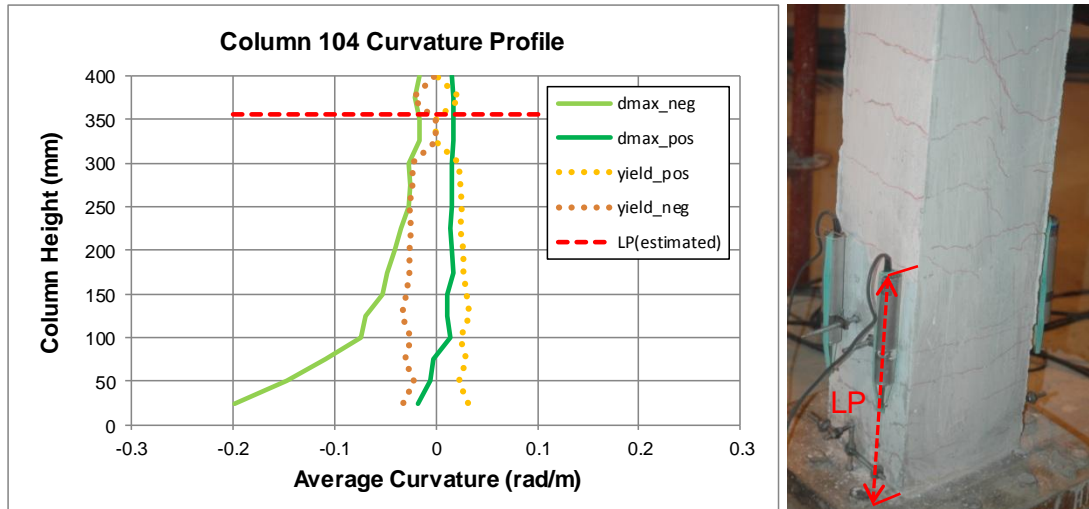 Column 104 Curvature Profile
Column Height (mm)
400
350
300
250
200
150
100
50
0
-0.3
-0.2
-0.1
0
0.1
0.2
0.3
Average Curvature (rad/m)
dmax_neg
dmax_pos
yield_pos
yield_neg
LP(estimated)
LP